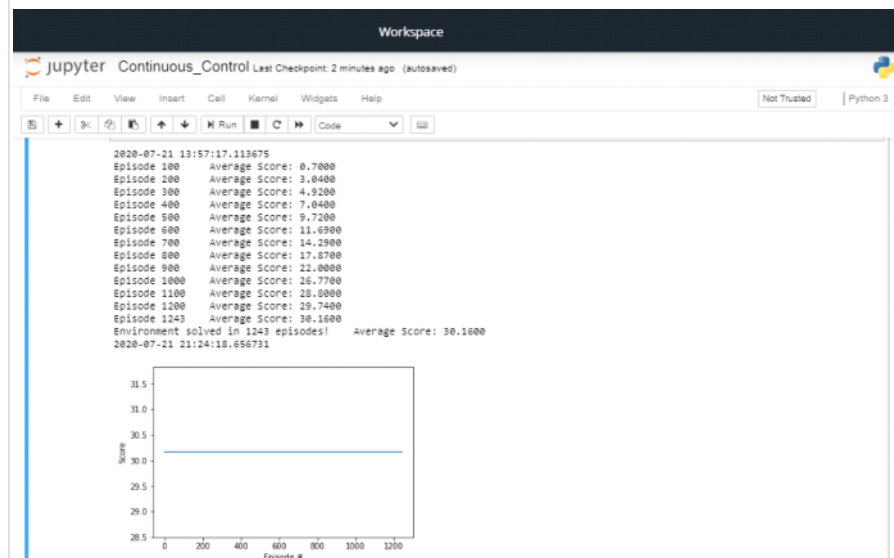 Workspace
jupyter Continuous_Control Last Checkpoint: 2 minutes ago (autosaved)
File Edit View Insert Cell Kernel Widgets Help Not Trusted Python 3
Run Code
2020-07-21 13:57:17.113675
Episode 100 Average Score: 0.7000
Episode 200 Average Score: 3.0400
Episode 300 Average Score: 4.9200
Episode 400 Average Score: 7.0400
Episode 500 Average Score: 9.7200
Episode 600 Average Score: 11.6900
Episode 700 Average Score: 14.2900
Episode 800 Average Score: 17.8700
Episode 900 Average Score: 22.0000
Episode 1000 Average Score: 26.7700
Episode 1100 Average Score: 28.8000
Episode 1200 Average Score: 29.7400
Episode 1243 Average Score: 30.1600
Environment solved in 1243 episodes! Average Score: 30.1600
2020-07-21 21:24:18.656731
31.5
31.0
30.5
30.0
29.5
29.0
28.5
Score
0 200 400 600 800 1000 1200
Episode #